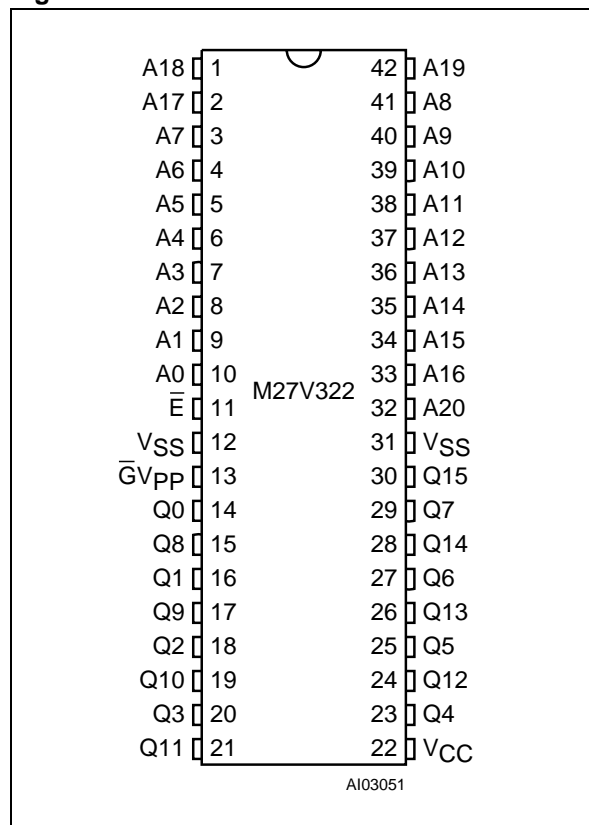 A18 1 42 A19
A17 2 41 A8
A7 3 40 A9
A6 4 39 A10
A5 5 38 A11
A4 6 37 A12
A3 7 36 A13
A2 8 35 A14
A1 9 34 A15
A0 10 33 A16
M27V322
E̅ 11 32 A20
VSS 12 31 VSS
G̅VPP 13 30 Q15
Q0 14 29 Q7
Q8 15 28 Q14
Q1 16 27 Q6
Q9 17 26 Q13
Q2 18 25 Q5
Q10 19 24 Q12
Q3 20 23 Q4
Q11 21 22 VCC
AI03051